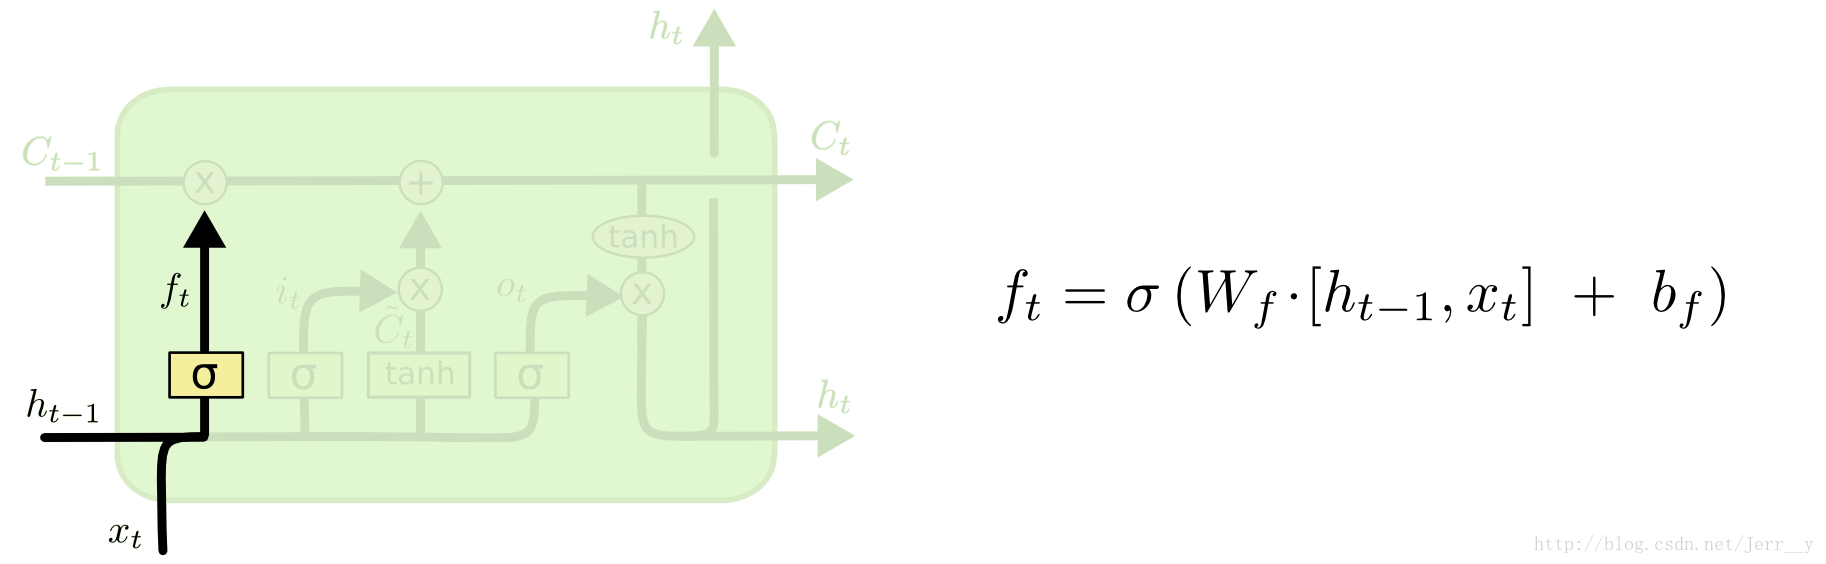 h_t
C_{t-1}
C_t
x
+
tanh
f_t
i_t
x
o_t
x
C̃_t
σ
σ
tanh
σ
h_{t-1}
h_t
x_t
f_t = σ (W_f · [h_{t-1}, x_t] + b_f)
http://blog.csdn.net/Jerr__y